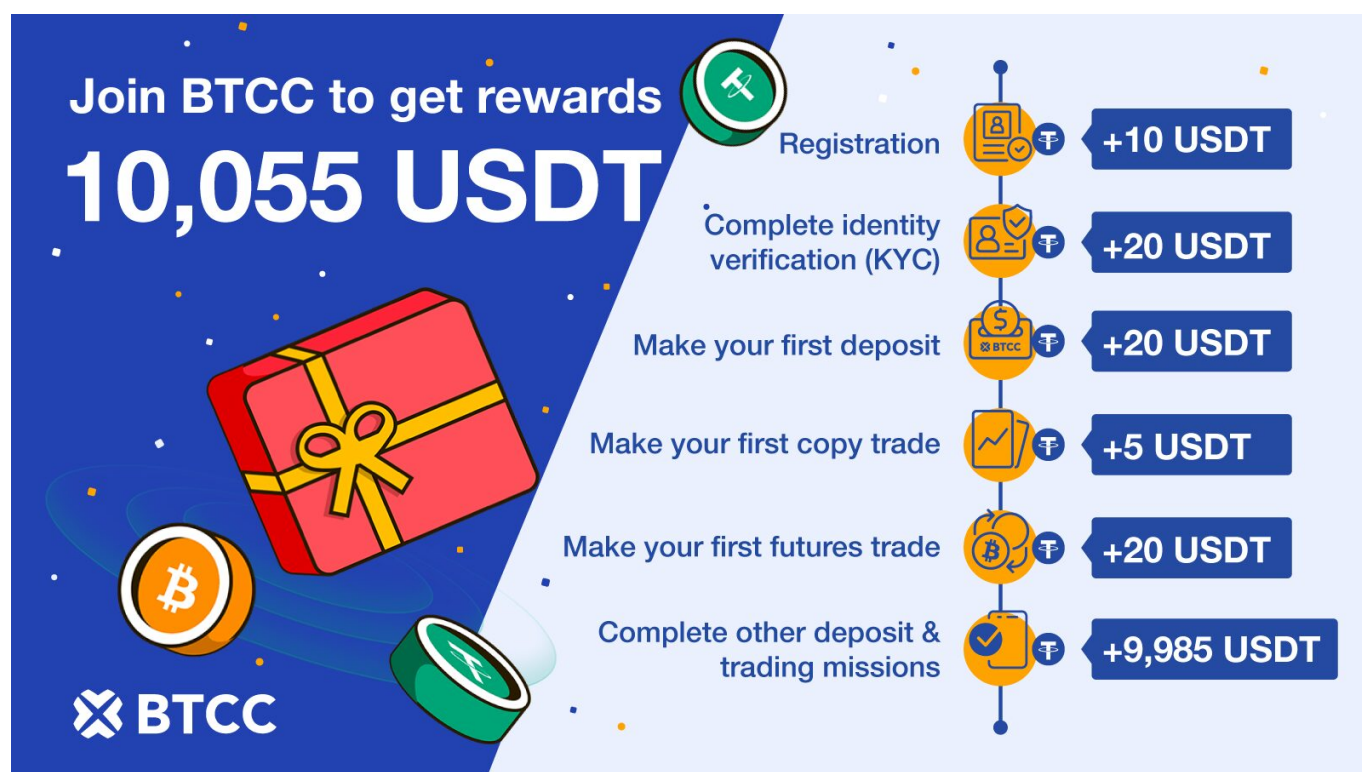 Join BTCC to get rewards
10,055 USDT
Registration
+10 USDT
Complete identity
verification (KYC)
+20 USDT
Make your first deposit
BTCC
+20 USDT
Make your first copy trade
+5 USDT
Make your first futures trade
+20 USDT
Complete other deposit &
trading missions
+9,985 USDT
BTCC